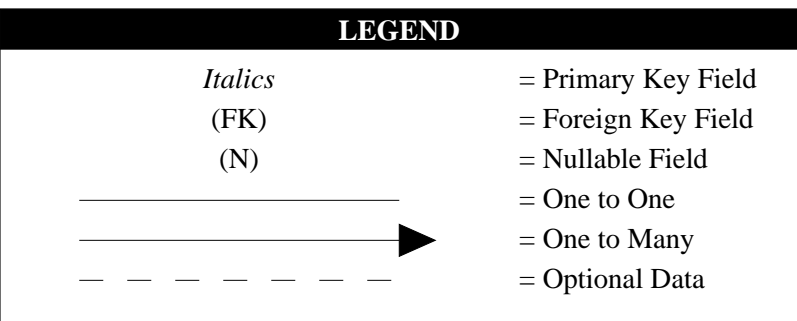 LEGEND
Italics = Primary Key Field
(FK) = Foreign Key Field
(N) = Nullable Field
= One to One
= One to Many
= Optional Data